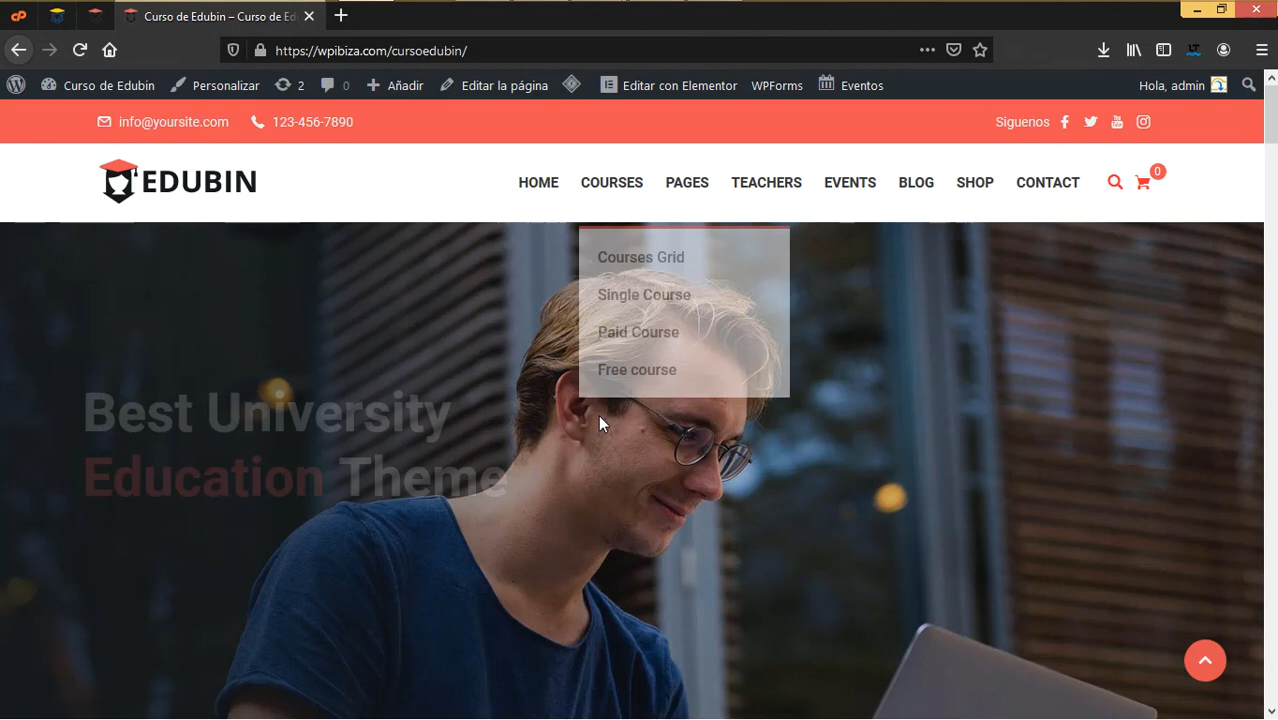 Curso de Edubin – Curso de Ed
https://wpibiza.com/cursoedubin/
Curso de Edubin Personalizar 2 0 Añadir Editar la página Editar con Elementor WPForms Eventos Hola, admin
info@yoursite.com 123-456-7890 Siguenos
EDUBIN HOME COURSES PAGES TEACHERS EVENTS BLOG SHOP CONTACT 0
Courses Grid
Single Course
Paid Course
Free course
Best University
Education Theme